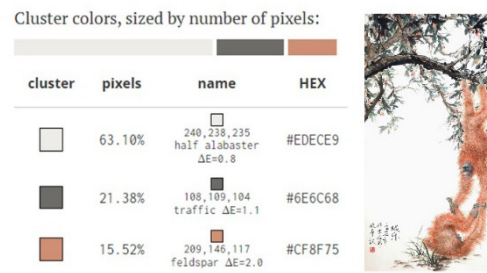 Cluster colors, sized by number of pixels:
cluster pixels name HEX
63.10% 240,238,235 #EDECE9
half alabaster
ΔE=0.8
21.38% 108,109,104 #6E6C68
traffic ΔE=1.1
15.52% 209,146,117 #CF8F75
feldspar ΔE=2.0